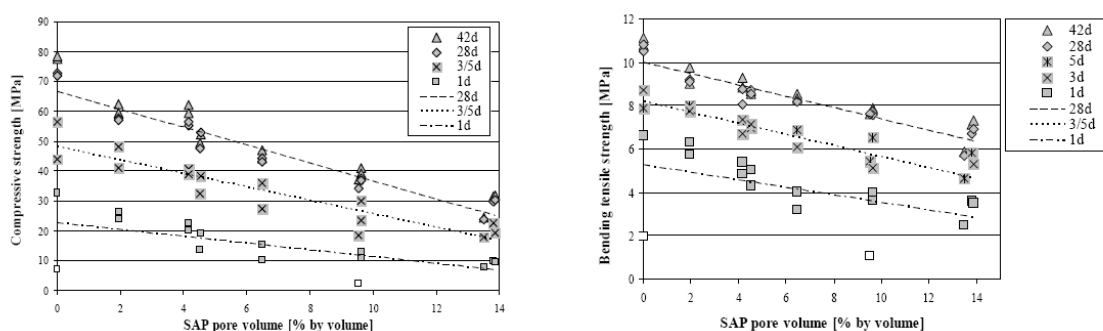 90
80
70
60
50
40
30
20
10
0
Compressive strength [MPa]
0 2 4 6 8 10 12 14
SAP pore volume [% by volume]
42d
28d
3/5d
1d
28d
3/5d
1d
12
10
8
6
4
2
0
Bending tensile strength [MPa]
0 2 4 6 8 10 12 14
SAP pore volume [% by volume]
42d
28d
5d
3d
1d
28d
3/5d
1d